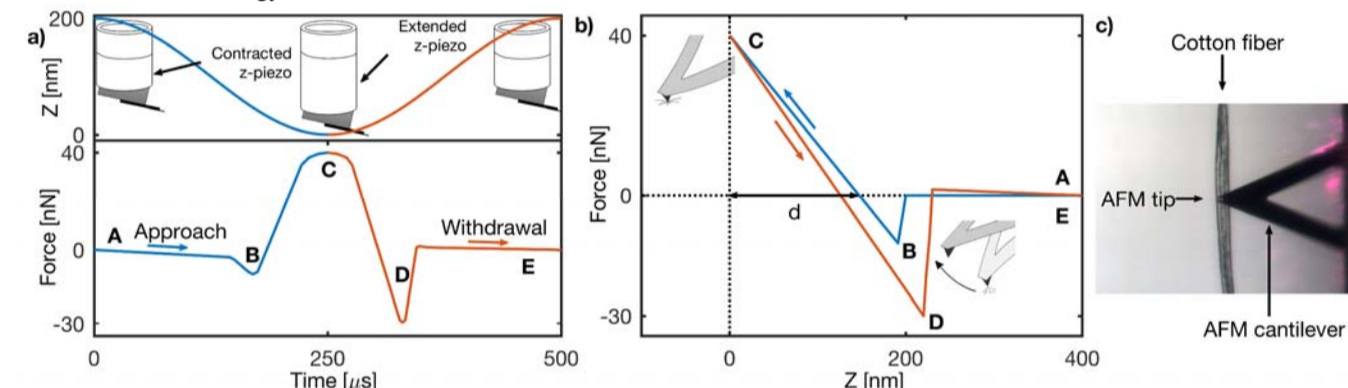 a)
200
Z [nm]
0
Contracted
z-piezo
Extended
z-piezo
40
Force [nN]
0
-30
A
Approach
B
C
D
Withdrawal
E
0
250
500
Time [μs]
b)
40
Force [nN]
0
-30
C
d
A
E
B
D
0
200
400
Z [nm]
c)
Cotton fiber
AFM tip
AFM cantilever